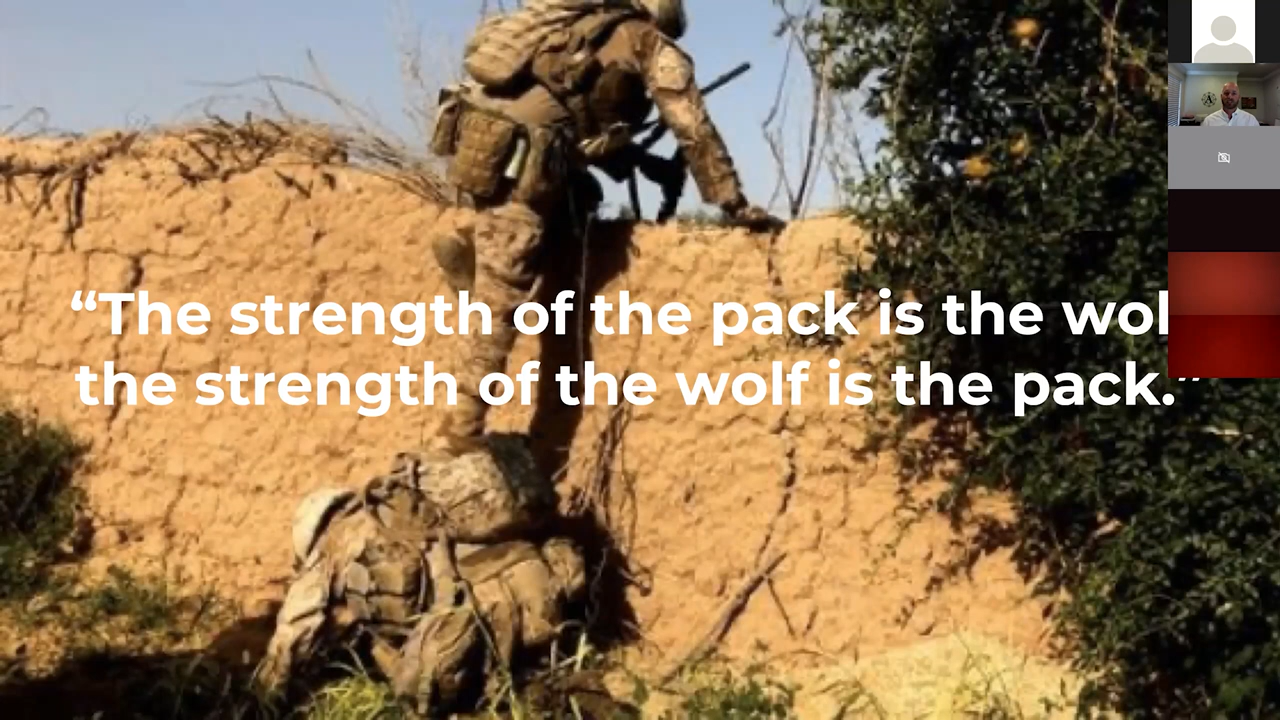 “The strength of the pack is the wol
the strength of the wolf is the pack.”